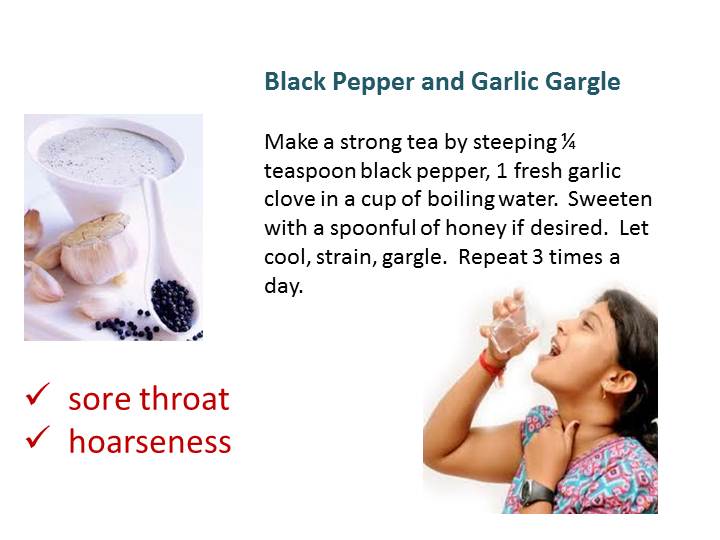 Black Pepper and Garlic Gargle
Make a strong tea by steeping ¼
teaspoon black pepper, 1 fresh garlic
clove in a cup of boiling water.  Sweeten
with a spoonful of honey if desired.  Let
cool, strain, gargle.  Repeat 3 times a
day.
✓ sore throat
✓ hoarseness